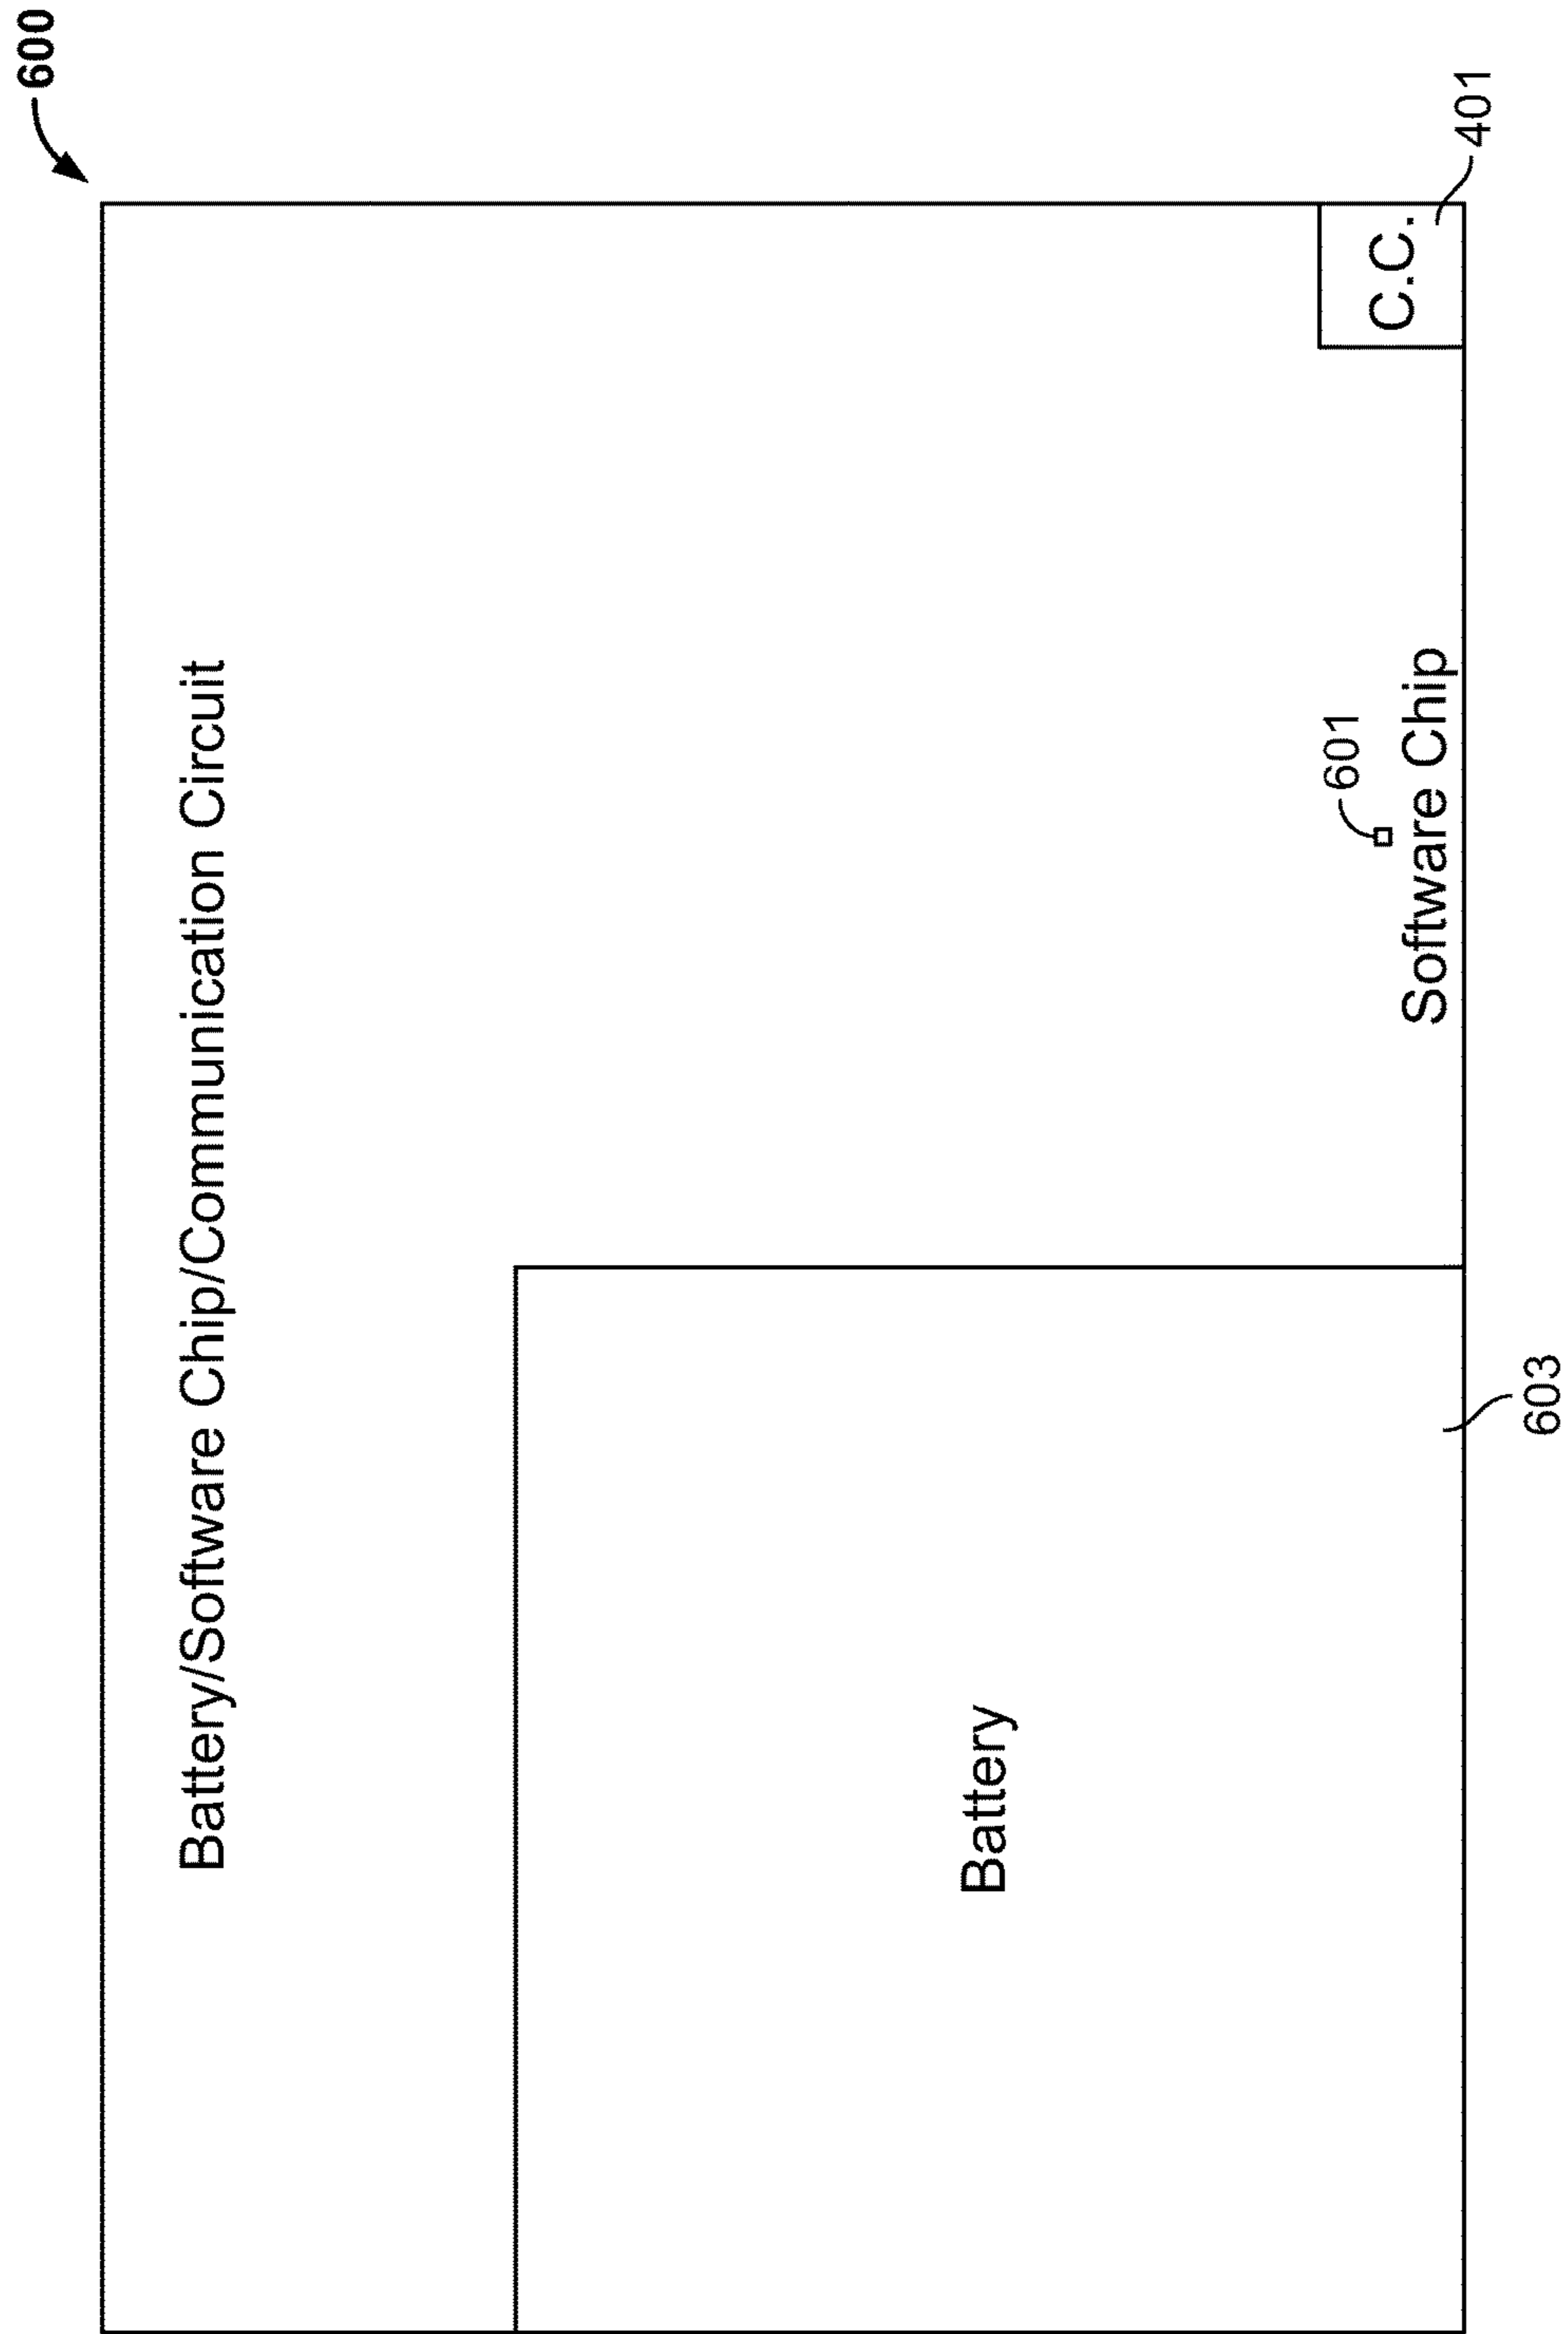 600
Battery/Software Chip/Communication Circuit
Battery
601
Software Chip
C.C.
401
603